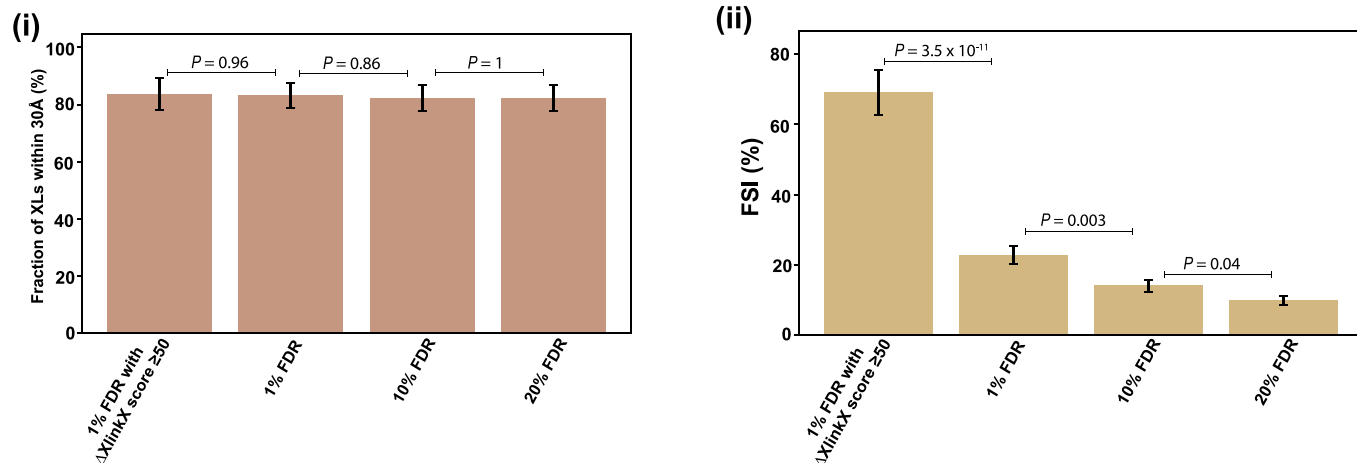 (i)
Fraction of XLs within 30Å (%)
100
80
60
40
20
0
P = 0.96
P = 0.86
P = 1
1% FDR with
ΔXlinkX score ≥50
1% FDR
10% FDR
20% FDR
(ii)
FSI (%)
80
60
40
20
0
P = 3.5 x 10⁻¹¹
P = 0.003
P = 0.04
1% FDR with
ΔXlinkX score ≥50
1% FDR
10% FDR
20% FDR